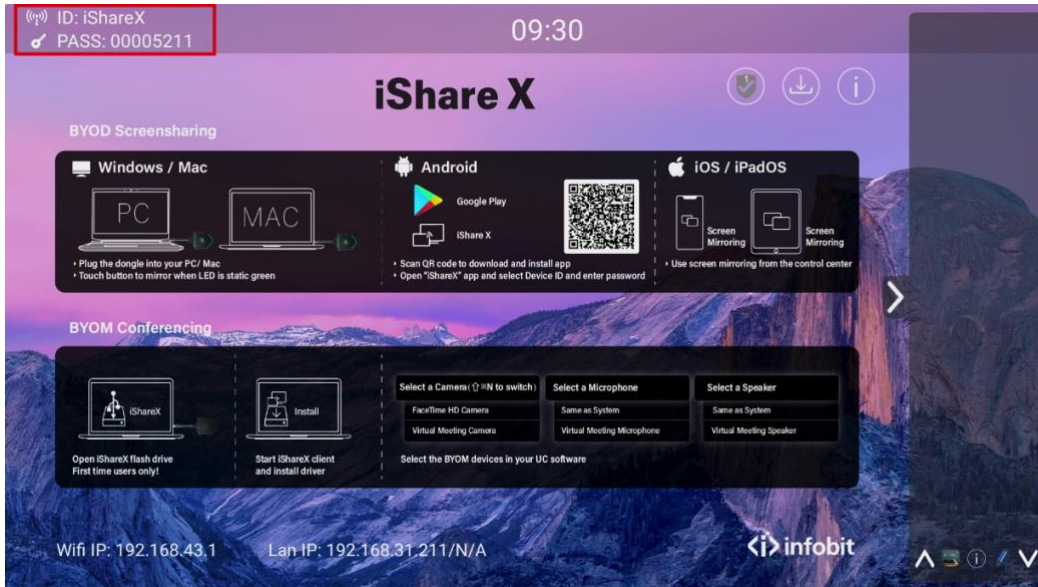 ID: iShareX
PASS: 00005211
09:30
iShare X
BYOD Screensharing
Windows / Mac
PC
MAC
‣ Plug the dongle into your PC/ Mac
‣ Touch button to mirror when LED is static green
Android
Google Play
iShare X
‣ Scan QR code to download and install app
‣ Open "iShareX" app and select Device ID and enter password
iOS / iPadOS
Screen
Mirroring
Screen
Mirroring
‣ Use screen mirroring from the control center
BYOM Conferencing
iShareX
Open iShareX flash drive
First time users only!
Install
Start iShareX client
and install driver
Select a Camera(⇧⌘N to switch)
FaceTime HD Camera
Virtual Meeting Camera
Select a Microphone
Same as System
Virtual Meeting Microphone
Select a Speaker
Same as System
Virtual Meeting Speaker
Select the BYOM devices in your UC software
Wifi IP: 192.168.43.1
Lan IP: 192.168.31.211/N/A
<i> infobit